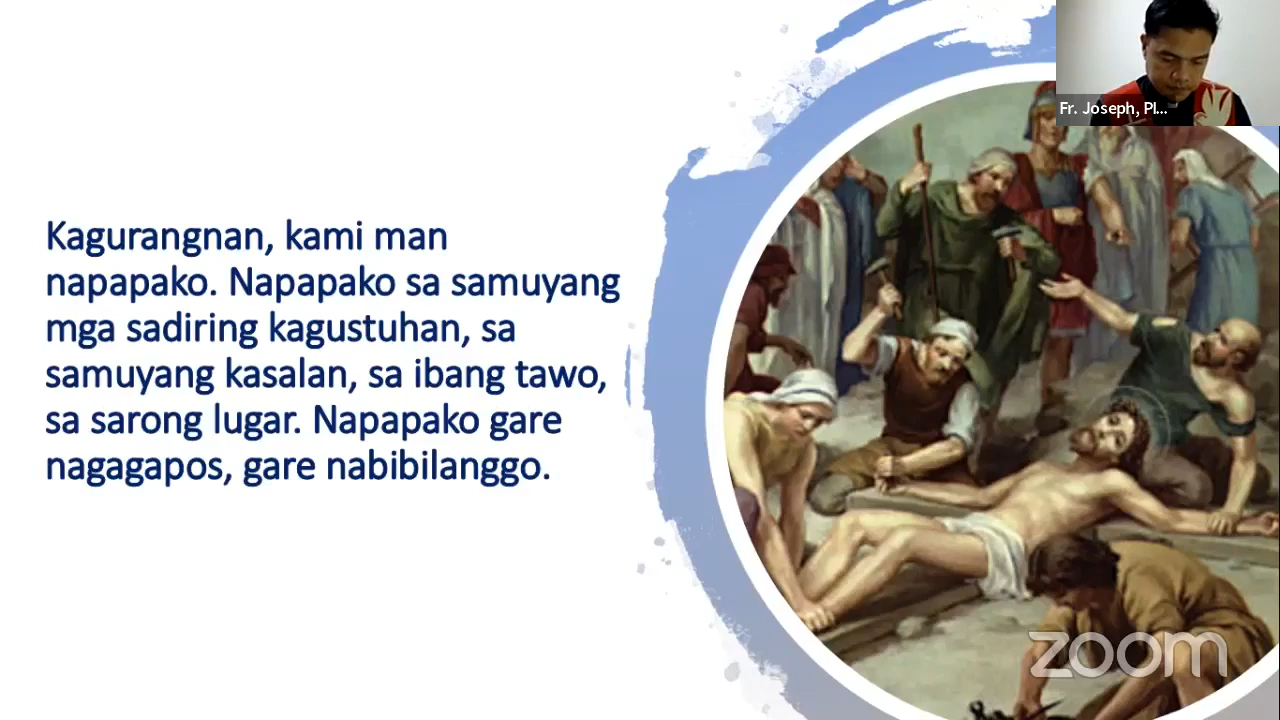 Fr. Joseph, Pl...
Kagurangnan, kami man
napapako. Napapako sa samuyang
mga sadiring kagustuhan, sa
samuyang kasalan, sa ibang tawo,
sa sarong lugar. Napapako gare
nagagapos, gare nabibilanggo.
zoom